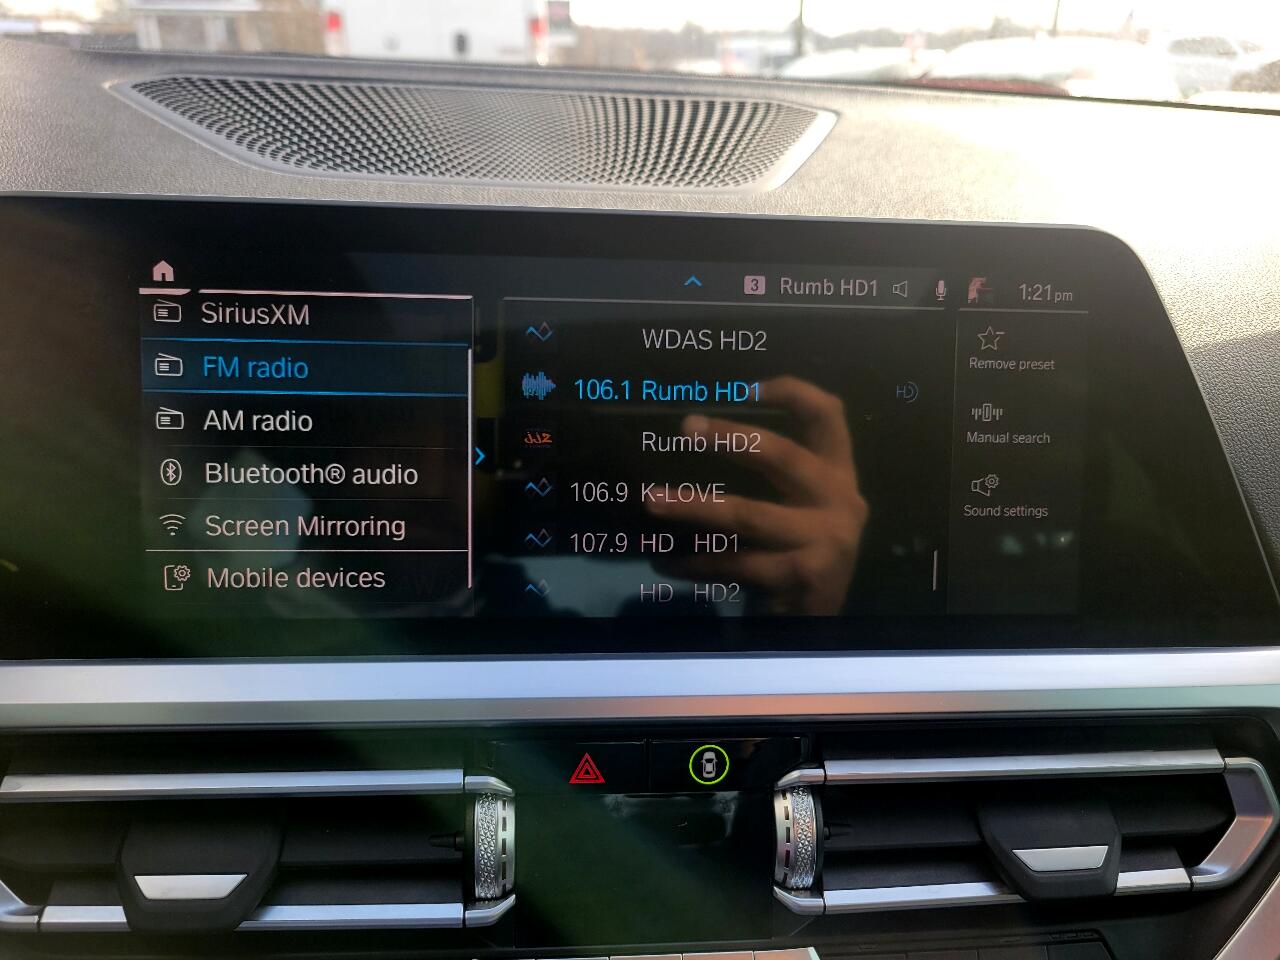 3 Rumb HD1
1:21pm
SiriusXM
FM radio
AM radio
Bluetooth® audio
Screen Mirroring
Mobile devices
WDAS HD2
106.1 Rumb HD1 HD
jjz Rumb HD2
106.9 K-LOVE
107.9 HD HD1
HD HD2
Remove preset
Manual search
Sound settings